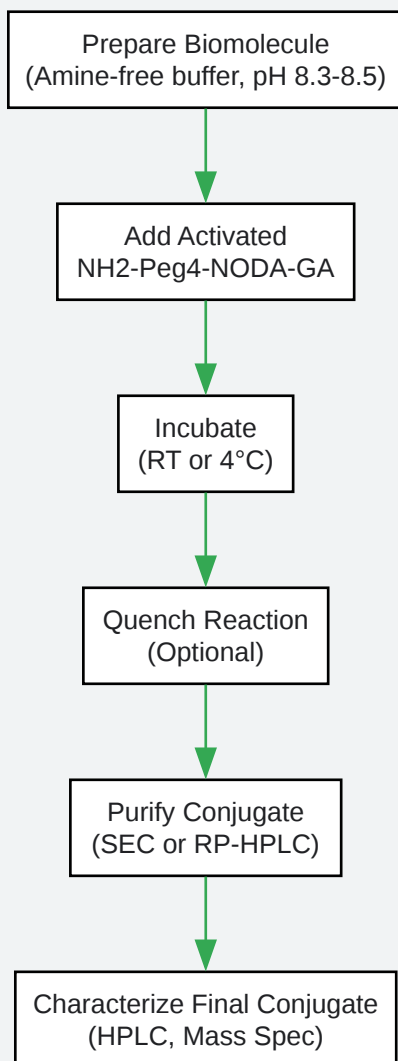 Prepare Biomolecule
(Amine-free buffer, pH 8.3-8.5)
Add Activated
NH2-Peg4-NODA-GA
Incubate
(RT or 4°C)
Quench Reaction
(Optional)
Purify Conjugate
(SEC or RP-HPLC)
Characterize Final Conjugate
(HPLC, Mass Spec)